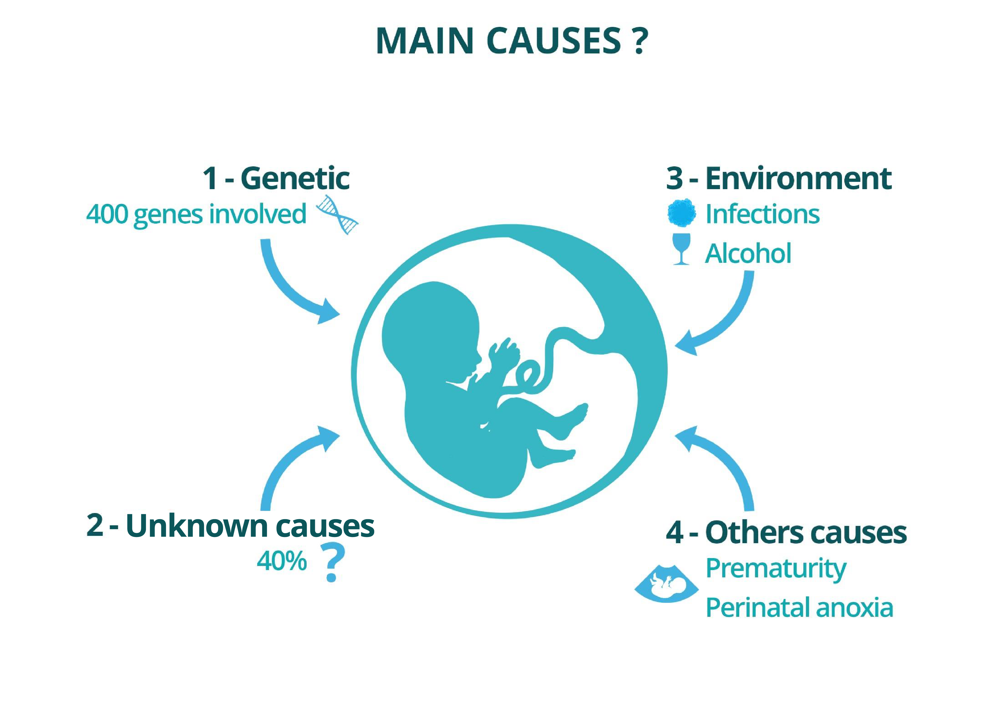 MAIN CAUSES ?
1 - Genetic
400 genes involved
2 - Unknown causes
40% ?
3 - Environment
Infections
Alcohol
4 - Others causes
Prematurity
Perinatal anoxia